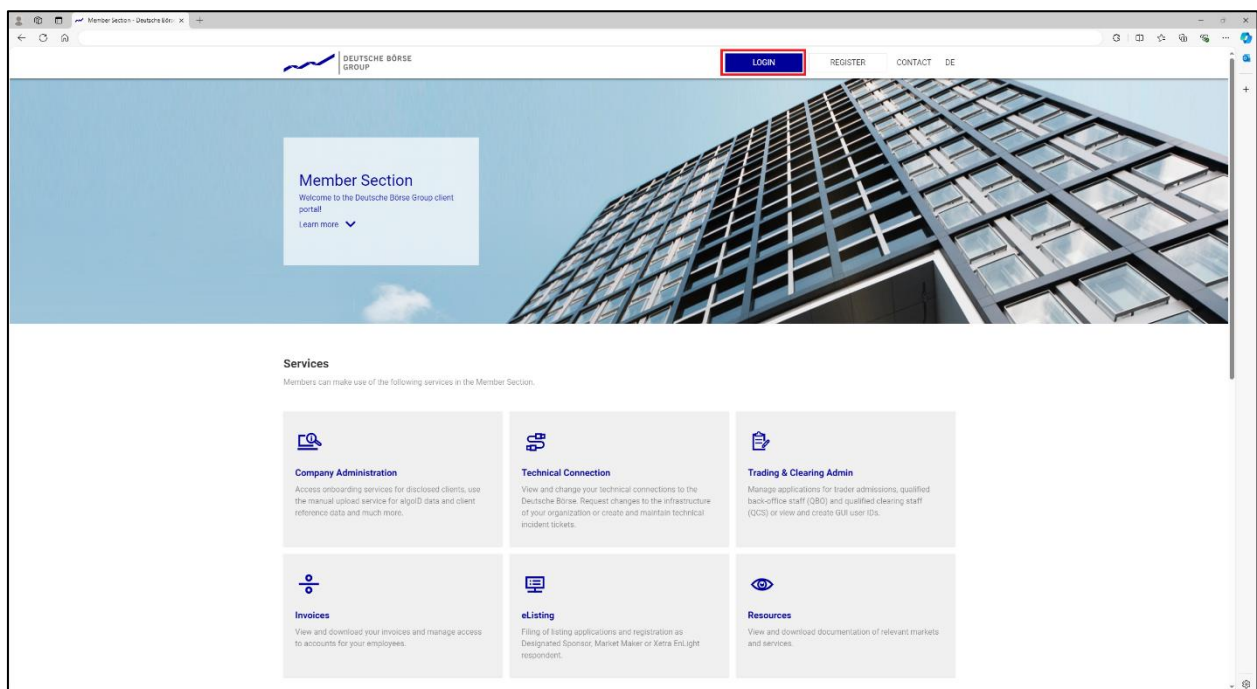 Member Section - Deutsche Börs
DEUTSCHE BÖRSE
GROUP
LOGIN
REGISTER
CONTACT
DE
Member Section
Welcome to the Deutsche Börse Group client
portal!
Learn more
Services
Members can make use of the following services in the Member Section.
Company Administration
Access onboarding services for disclosed clients, use
the manual upload service for algoID data and client
reference data and much more.
Technical Connection
View and change your technical connections to the
Deutsche Börse. Request changes to the infrastructure
of your organization or create and maintain technical
incident tickets.
Trading & Clearing Admin
Manage applications for trader admissions, qualified
back-office staff (QBO) and qualified clearing staff
(QCS) or view and create GUI user IDs.
Invoices
View and download your invoices and manage access
to accounts for your employees.
eListing
Filing of listing applications and registration as
Designated Sponsor, Market Maker or Xetra EnLight
respondent.
Resources
View and download documentation of relevant markets
and services.